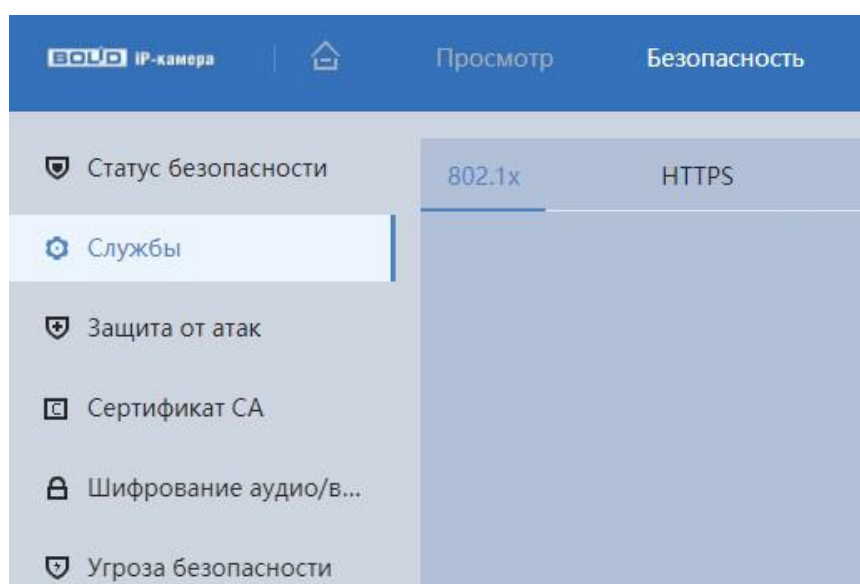 BOLID IP-камера Просмотр Безопасность
Статус безопасности
802.1x HTTPS
Службы
Защита от атак
Сертификат CA
Шифрование аудио/в...
Угроза безопасности